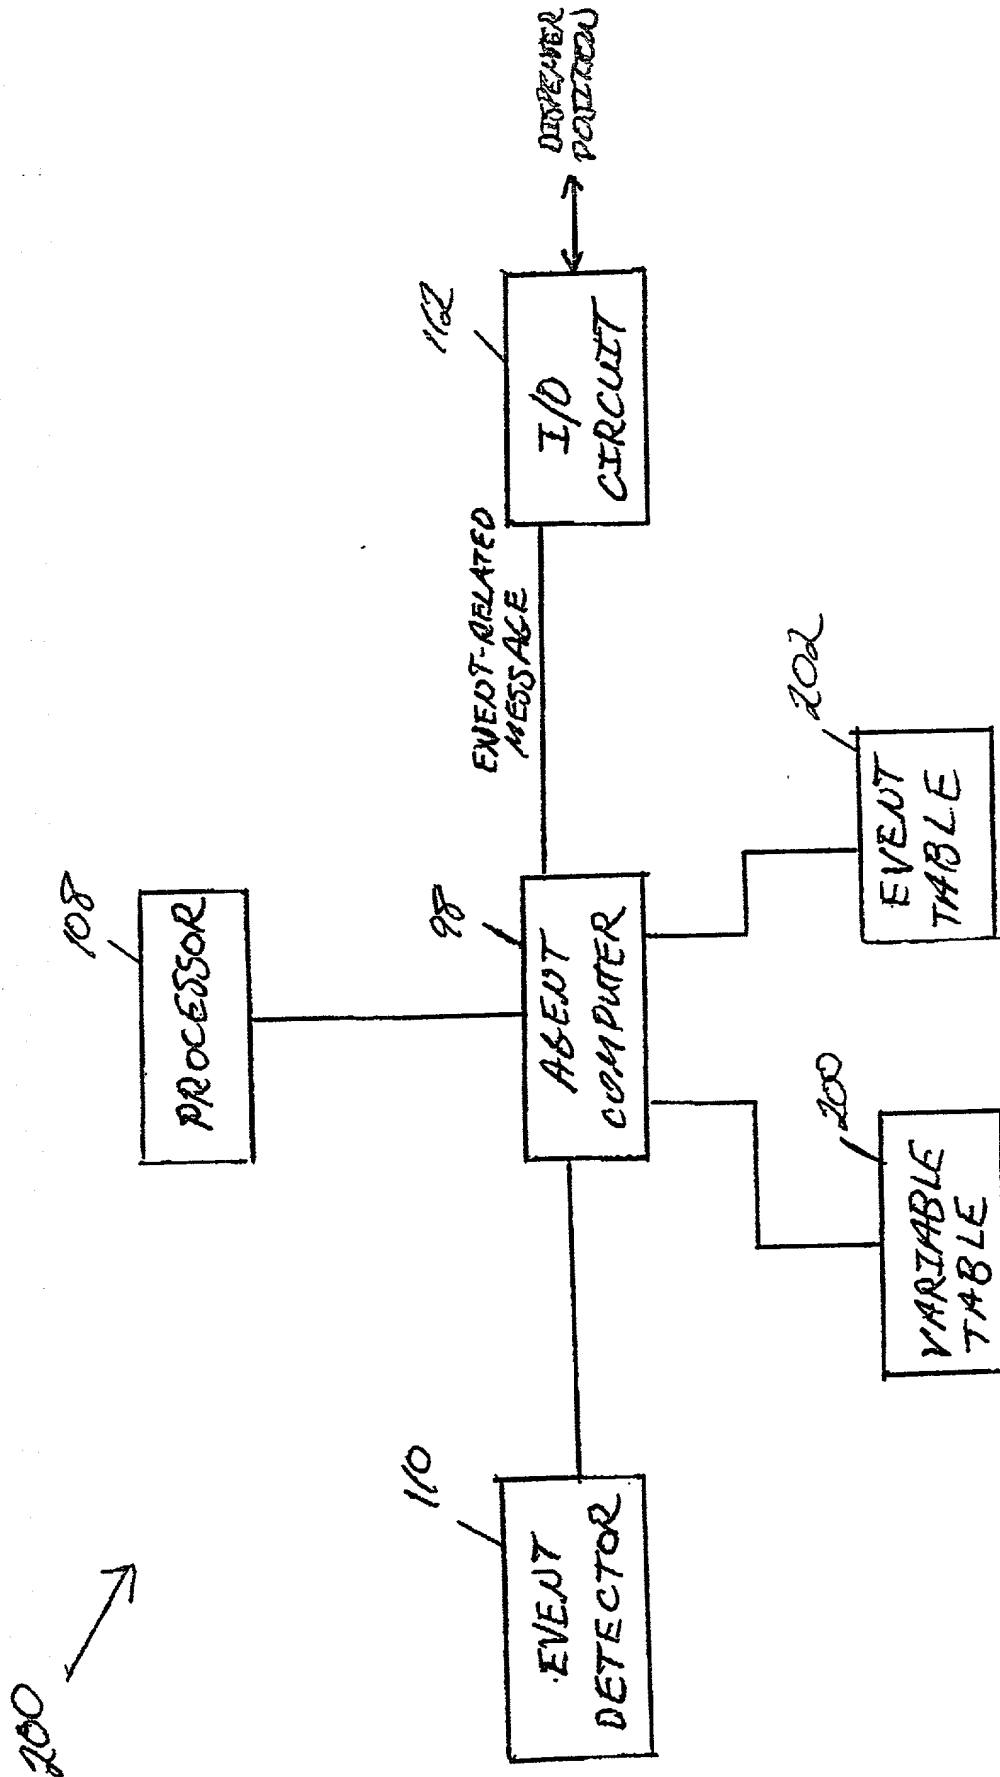 200
108
PROCESSOR
110
EVENT
DETECTOR
98
AGENT
COMPUTER
EVENT-RELATED
MESSAGE
112
I/O
CIRCUIT
DISPENSER
POSITION
200
VARIABLE
TABLE
202
EVENT
TABLE